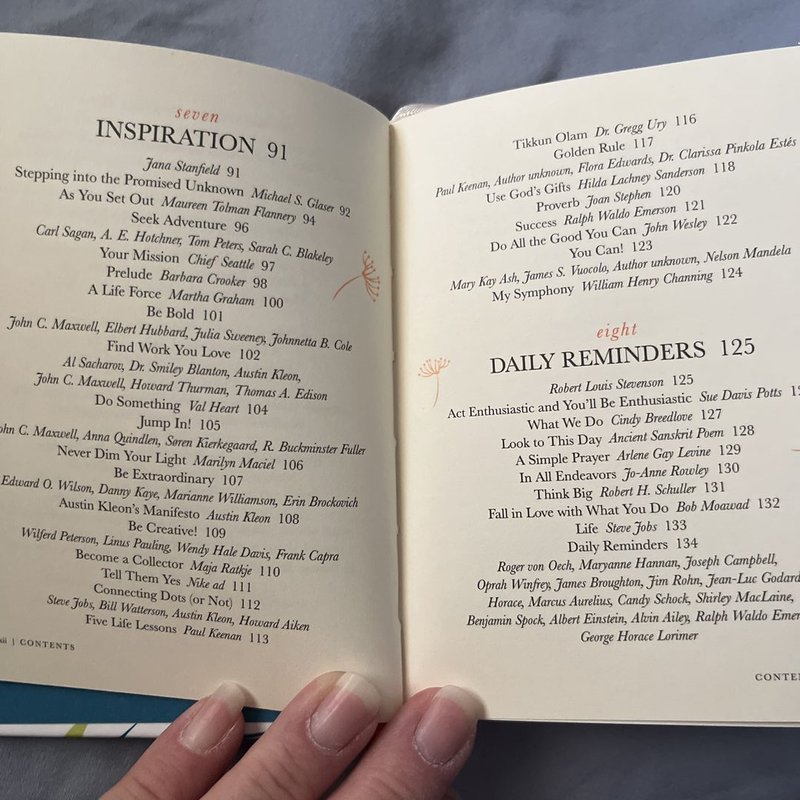 seven
INSPIRATION 91
Jana Stanfield 91
Stepping into the Promised Unknown Michael S. Glaser 92
As You Set Out Maureen Tolman Flannery 94
Seek Adventure 96
Carl Sagan, A. E. Hotchner, Tom Peters, Sarah C. Blakeley
Your Mission Chief Seattle 97
Prelude Barbara Crooker 98
A Life Force Martha Graham 100
Be Bold 101
John C. Maxwell, Elbert Hubbard, Julia Sweeney, Johnnetta B. Cole
Find Work You Love 102
Al Sacharov, Dr. Smiley Blanton, Austin Kleon,
John C. Maxwell, Howard Thurman, Thomas A. Edison
Do Something Val Heart 104
Jump In! 105
ohn C. Maxwell, Anna Quindlen, Søren Kierkegaard, R. Buckminster Fuller
Never Dim Your Light Marilyn Maciel 106
Be Extraordinary 107
Edward O. Wilson, Danny Kaye, Marianne Williamson, Erin Brockovich
Austin Kleon's Manifesto Austin Kleon 108
Be Creative! 109
Wilferd Peterson, Linus Pauling, Wendy Hale Davis, Frank Capra
Become a Collector Maja Ratkje 110
Tell Them Yes Nike ad 111
Connecting Dots (or Not) 112
Steve Jobs, Bill Watterson, Austin Kleon, Howard Aiken
Five Life Lessons Paul Keenan 113
| CONTENTS
Tikkun Olam Dr. Gregg Ury 116
Golden Rule 117
Paul Keenan, Author unknown, Flora Edwards, Dr. Clarissa Pinkola Estés
Use God's Gifts Hilda Lachney Sanderson 118
Proverb Joan Stephen 120
Success Ralph Waldo Emerson 121
Do All the Good You Can John Wesley 122
You Can! 123
Mary Kay Ash, James S. Vuocolo, Author unknown, Nelson Mandela
My Symphony William Henry Channing 124
eight
DAILY REMINDERS 125
Robert Louis Stevenson 125
Act Enthusiastic and You'll Be Enthusiastic Sue Davis Potts
What We Do Cindy Breedlove 127
Look to This Day Ancient Sanskrit Poem 128
A Simple Prayer Arlene Gay Levine 129
In All Endeavors Jo-Anne Rowley 130
Think Big Robert H. Schuller 131
Fall in Love with What You Do Bob Moawad 132
Life Steve Jobs 133
Daily Reminders 134
Roger von Oech, Maryanne Hannan, Joseph Campbell,
Oprah Winfrey, James Broughton, Jim Rohn, Jean-Luc Godard
Horace, Marcus Aurelius, Candy Schock, Shirley MacLaine,
Benjamin Spock, Albert Einstein, Alvin Ailey, Ralph Waldo Emer
George Horace Lorimer
CONTE